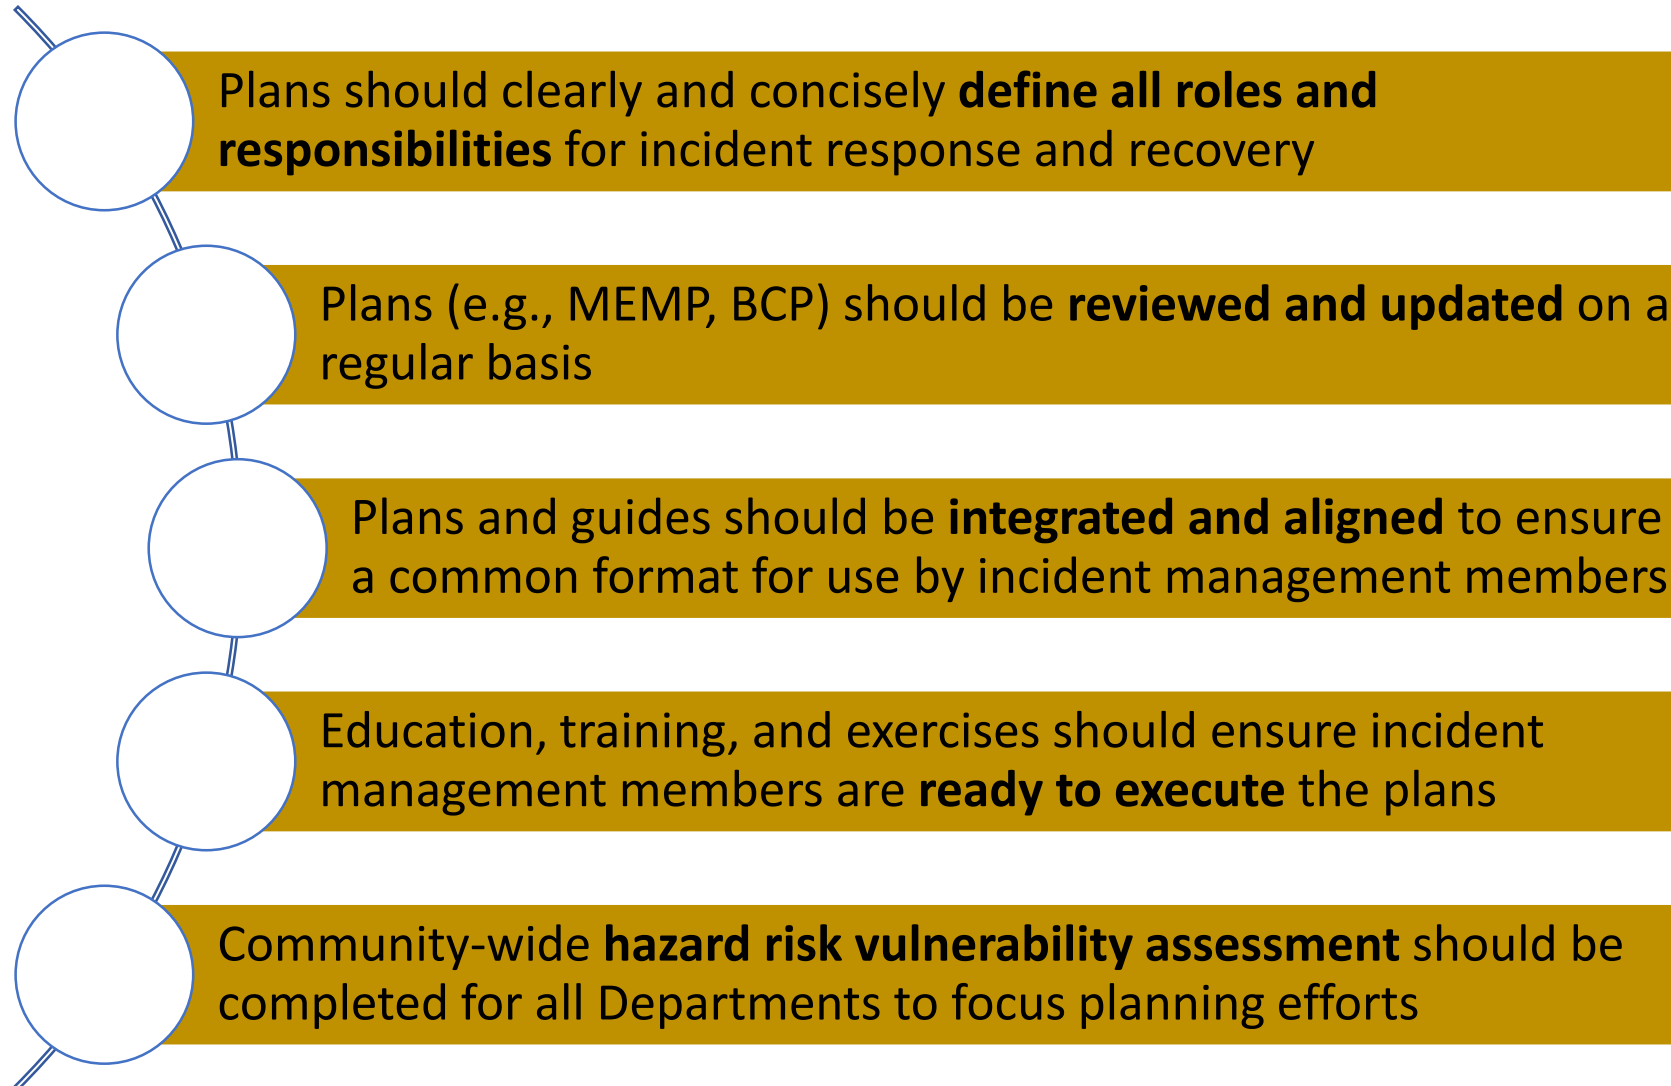 Plans should clearly and concisely define all roles and
responsibilities for incident response and recovery
Plans (e.g., MEMP, BCP) should be reviewed and updated on a
regular basis
Plans and guides should be integrated and aligned to ensure
a common format for use by incident management members
Education, training, and exercises should ensure incident
management members are ready to execute the plans
Community-wide hazard risk vulnerability assessment should be
completed for all Departments to focus planning efforts